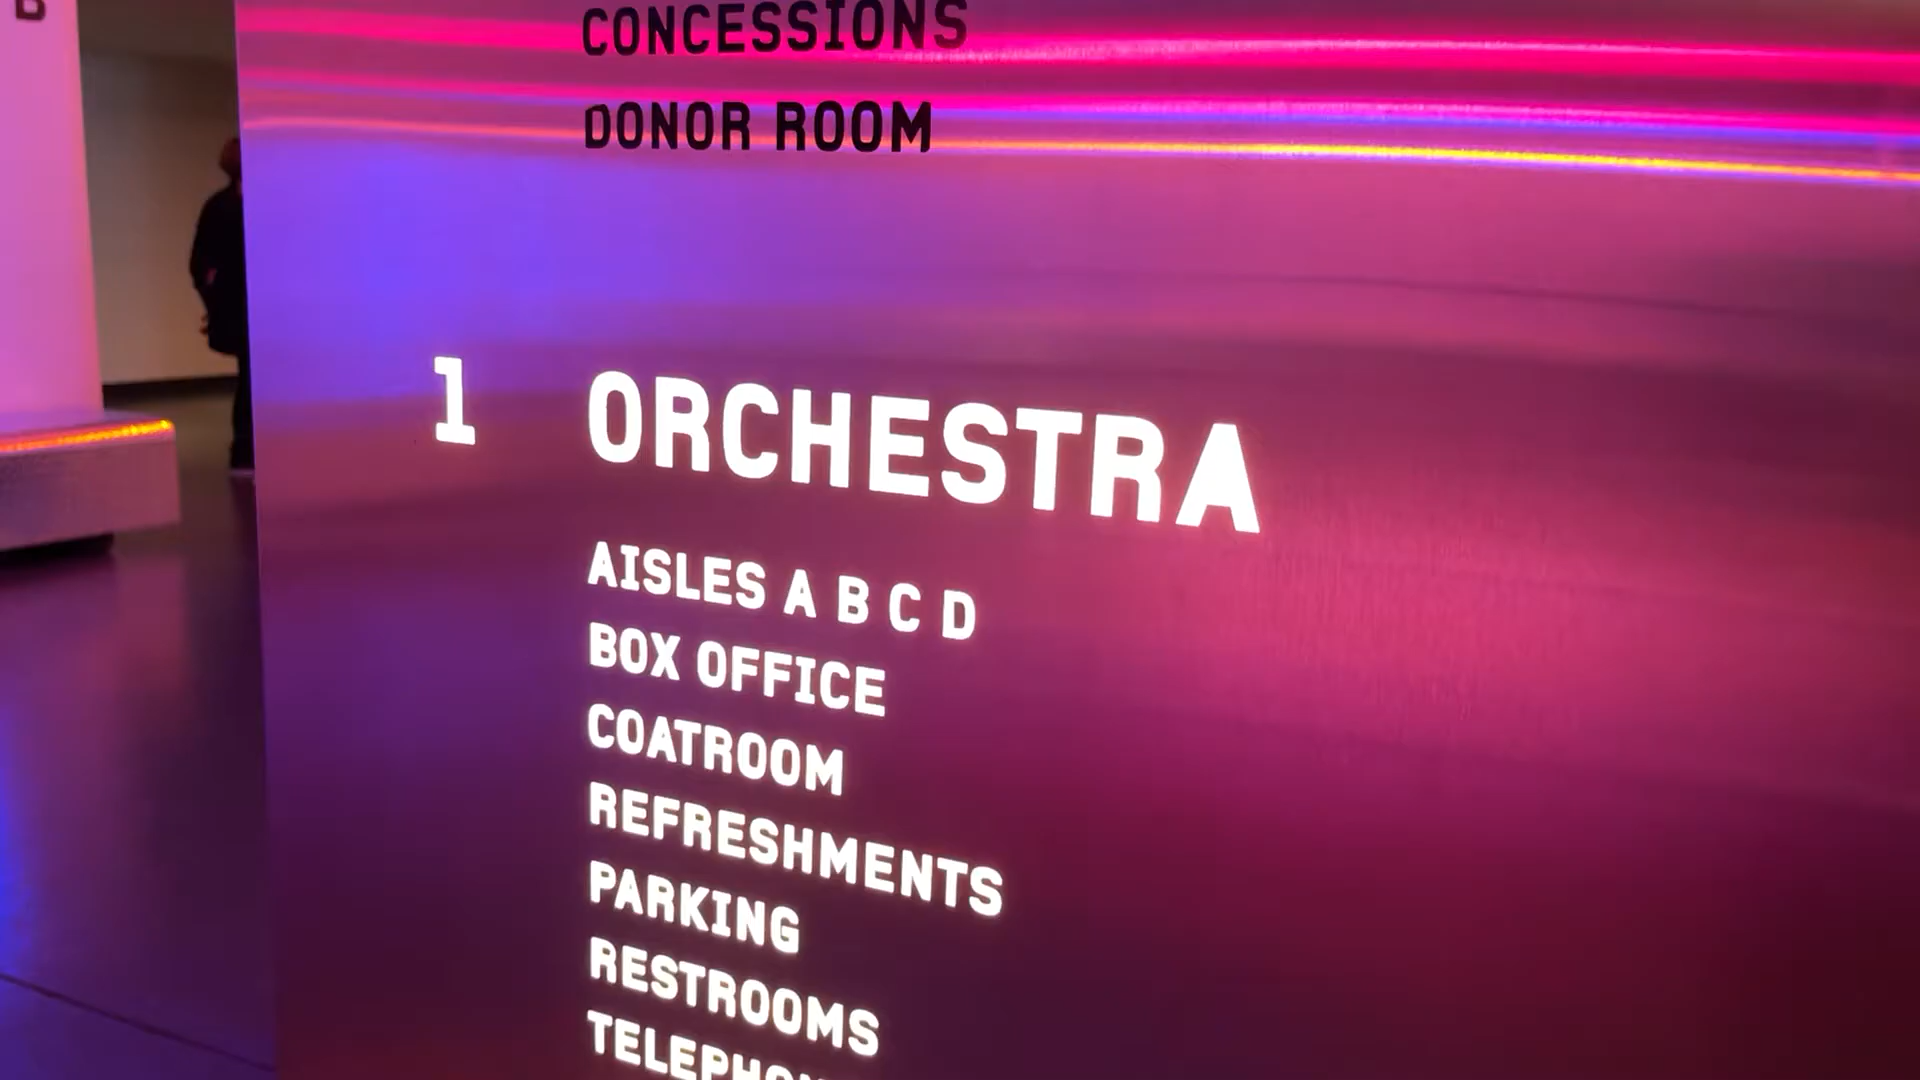 B
CONCESSIONS
DONOR ROOM
1 ORCHESTRA
AISLES A B C D
BOX OFFICE
COATROOM
REFRESHMENTS
PARKING
RESTROOMS